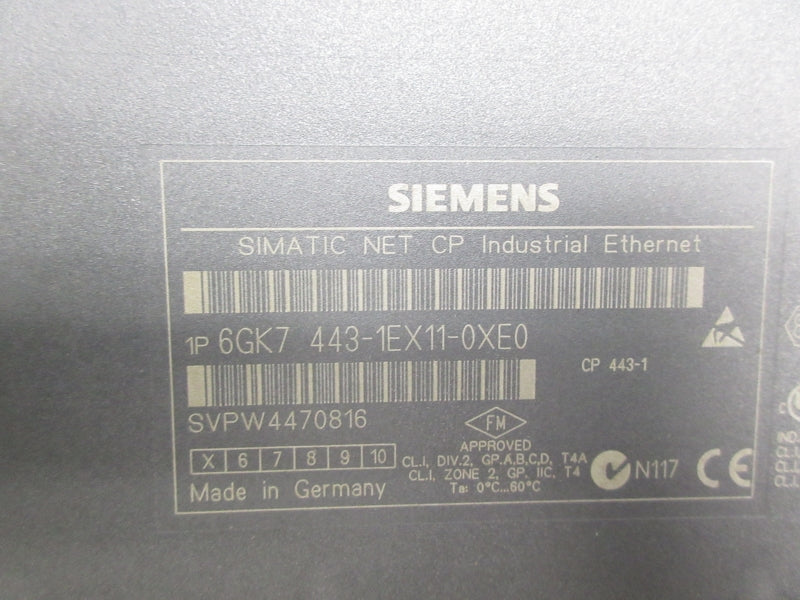 SIEMENS
SIMATIC NET CP Industrial Ethernet
1P 6GK7 443-1EX11-0XE0
CP 443-1
SVPW4470816
FM
APPROVED
X 6 7 8 9 10
CL.I, DIV.2, GP.A,B,C,D, T4A
CL.I, ZONE 2, GP. IIC, T4
Ta: 0°C...60°C
N117
CE
Made in Germany